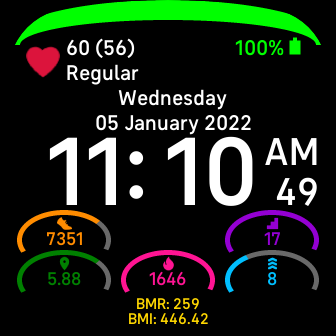 60 (56)
100%
Regular
Wednesday
05 January 2022
11:10 AM
49
7351
17
5.88
1646
8
BMR: 259
BMI: 446.42